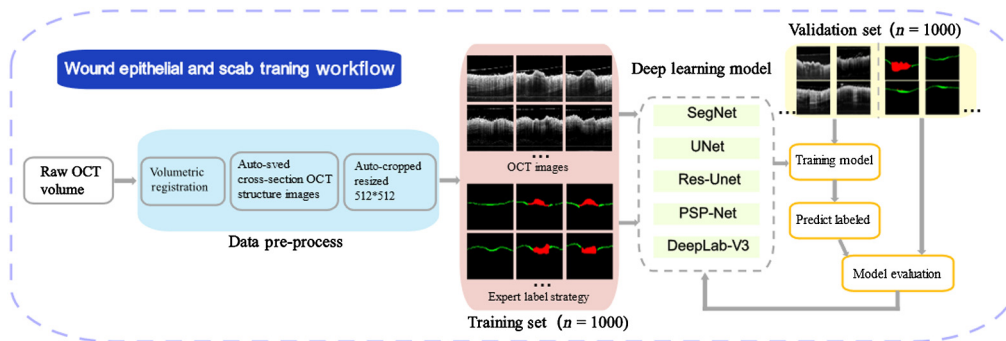 Wound epithelial and scab traning workflow
Raw OCT
volume
Volumetric
registration
Auto-sved
cross-section OCT
structure images
Auto-cropped
resized
512*512
Data pre-process
...
OCT images
...
Expert label strategy
Training set (n = 1000)
Deep learning model
SegNet
UNet
Res-Unet
PSP-Net
DeepLab-V3
Validation set (n = 1000)
...
...
Training model
Predict labeled
Model evaluation